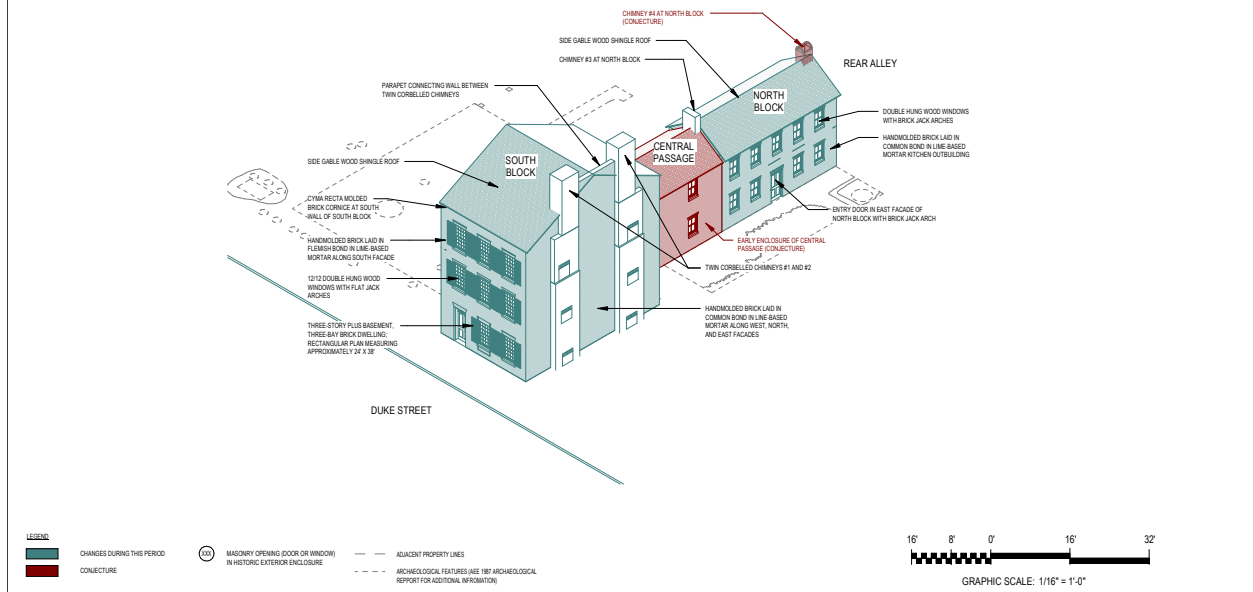 CHIMNEY #4 AT NORTH BLOCK
(CONJECTURE)
SIDE GABLE WOOD SHINGLE ROOF
CHIMNEY #3 AT NORTH BLOCK
REAR ALLEY
PARAPET CONNECTING WALL BETWEEN
TWIN CORBELLED CHIMNEYS
NORTH
BLOCK
DOUBLE HUNG WOOD WINDOWS
WITH BRICK JACK ARCHES
HANDMOLDED BRICK LAID IN
COMMON BOND IN LIME-BASED
MORTAR KITCHEN OUTBUILDING
CENTRAL
PASSAGE
SOUTH
BLOCK
SIDE GABLE WOOD SHINGLE ROOF
CYMA RECTA MOLDED
BRICK CORNICE AT SOUTH
WALL OF SOUTH BLOCK
ENTRY DOOR IN EAST FACADE OF
NORTH BLOCK WITH BRICK JACK ARCH
HANDMOLDED BRICK LAID IN
FLEMISH BOND IN LIME-BASED
MORTAR ALONG SOUTH FACADE
EARLY ENCLOSURE OF CENTRAL
PASSAGE (CONJECTURE)
TWIN CORBELLED CHIMNEYS #1 AND #2
12/12 DOUBLE HUNG WOOD
WINDOWS WITH FLAT JACK
ARCHES
HANDMOLDED BRICK LAID IN
COMMON BOND IN LINE-BASED
MORTAR ALONG WEST, NORTH,
AND EAST FACADES
THREE-STORY PLUS BASEMENT,
THREE-BAY BRICK DWELLING;
RECTANGULAR PLAN MEASURING
APPROXIMATELY 24' X 38'
DUKE STREET
LEGEND
CHANGES DURING THIS PERIOD
CONJECTURE
XXX
MASONRY OPENING (DOOR OR WINDOW)
IN HISTORIC EXTERIOR ENCLOSURE
ADJACENT PROPERTY LINES
ARCHAEOLOGICAL FEATURES (AEE 1987 ARCHAEOLOGICAL
REPPORT FOR ADDITIONAL INFROMATION)
16' 8' 0' 16' 32'
GRAPHIC SCALE: 1/16" = 1'-0"